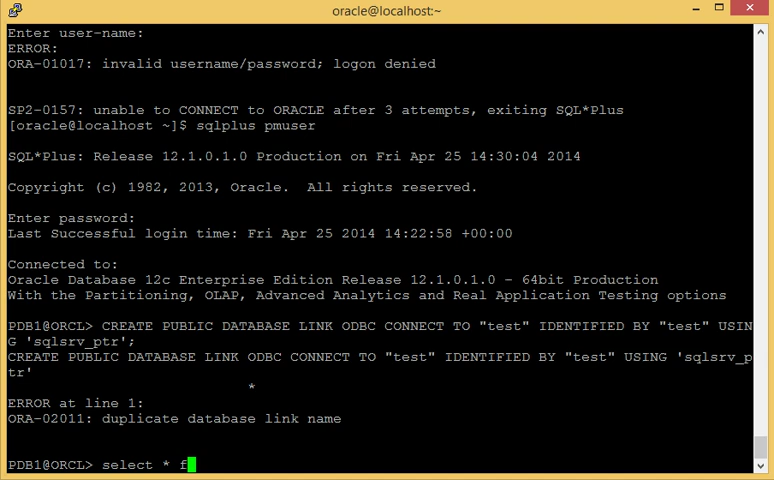 oracle@localhost:~
Enter user-name:
ERROR:
ORA-01017: invalid username/password; logon denied
SP2-0157: unable to CONNECT to ORACLE after 3 attempts, exiting SQL*Plus
[oracle@localhost ~]$ sqlplus pmuser
SQL*Plus: Release 12.1.0.1.0 Production on Fri Apr 25 14:30:04 2014
Copyright (c) 1982, 2013, Oracle.  All rights reserved.
Enter password:
Last Successful login time: Fri Apr 25 2014 14:22:58 +00:00
Connected to:
Oracle Database 12c Enterprise Edition Release 12.1.0.1.0 - 64bit Production
With the Partitioning, OLAP, Advanced Analytics and Real Application Testing options
PDB1@ORCL> CREATE PUBLIC DATABASE LINK ODBC CONNECT TO "test" IDENTIFIED BY "test" USIN
G 'sqlsrv_ptr';
CREATE PUBLIC DATABASE LINK ODBC CONNECT TO "test" IDENTIFIED BY "test" USING 'sqlsrv_p
tr'
*
ERROR at line 1:
ORA-02011: duplicate database link name
PDB1@ORCL> select * f